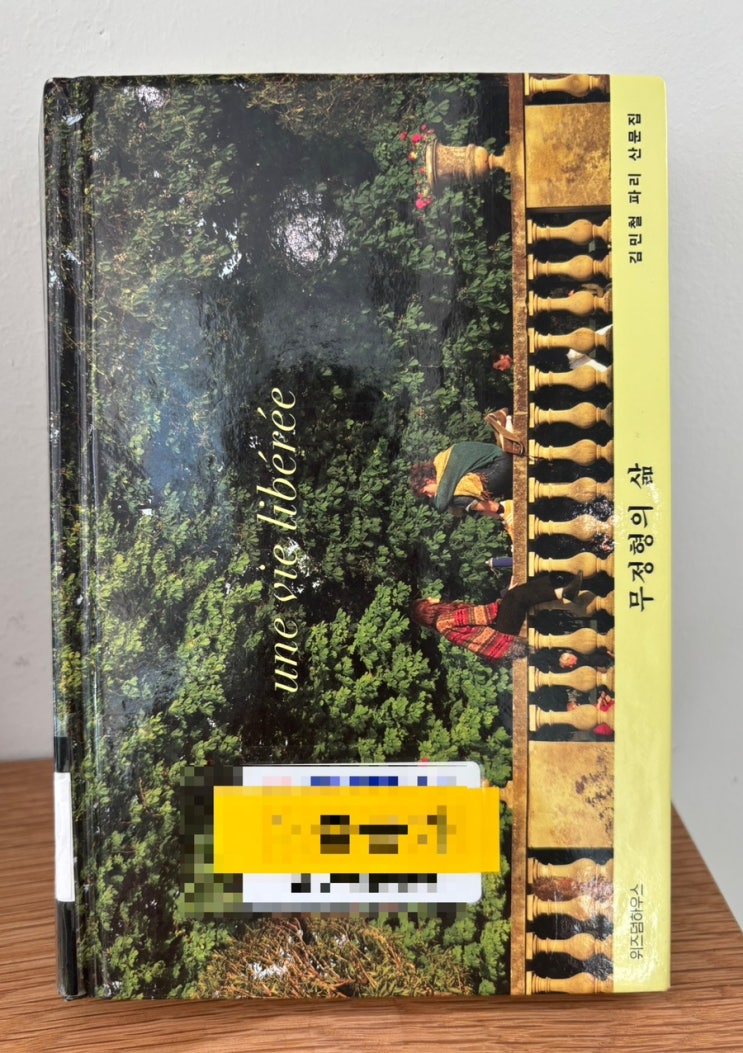 une vie libérée
김민철 파리 산문집
무정형의 삶
위즈덤하우스